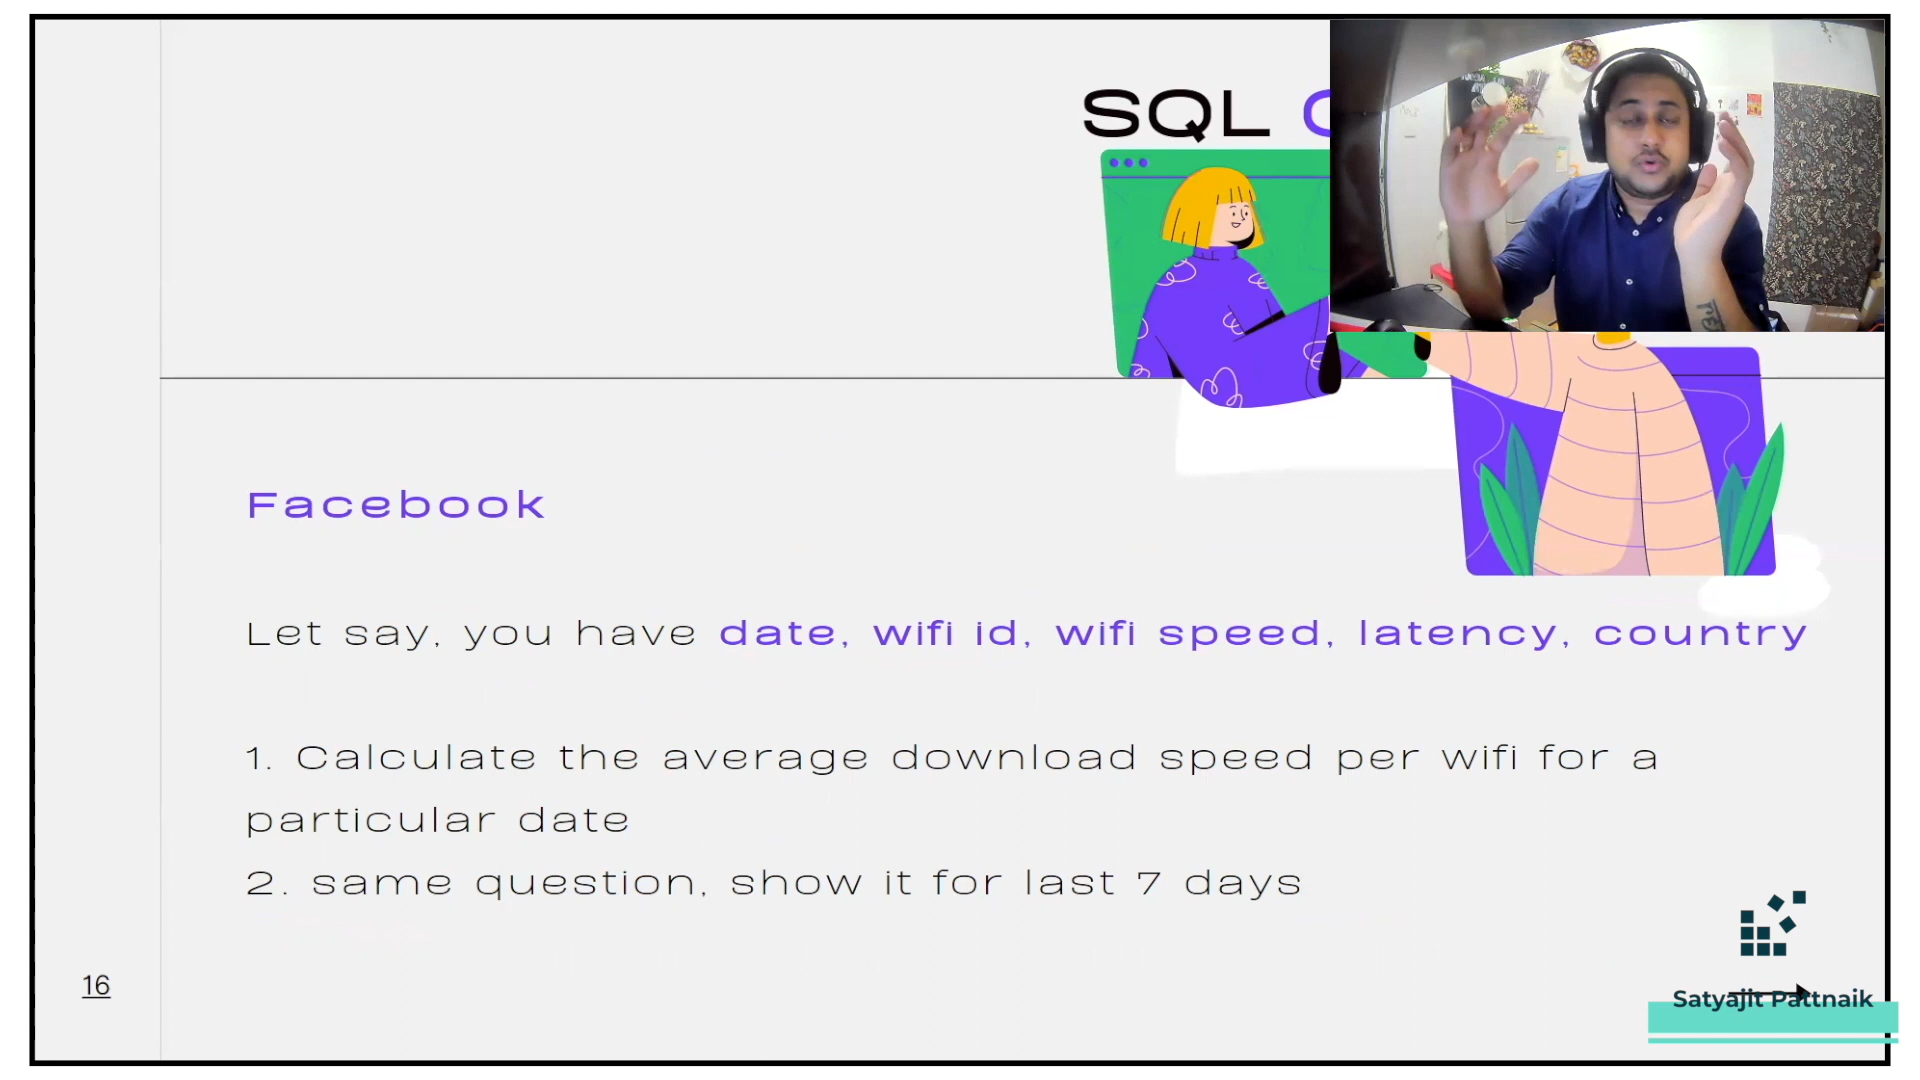 SQL
Facebook
Let say, you have date, wifi id, wifi speed, latency, country
1. Calculate the average download speed per wifi for a
particular date
2. same question, show it for last 7 days
16
Satyajit Pattnaik